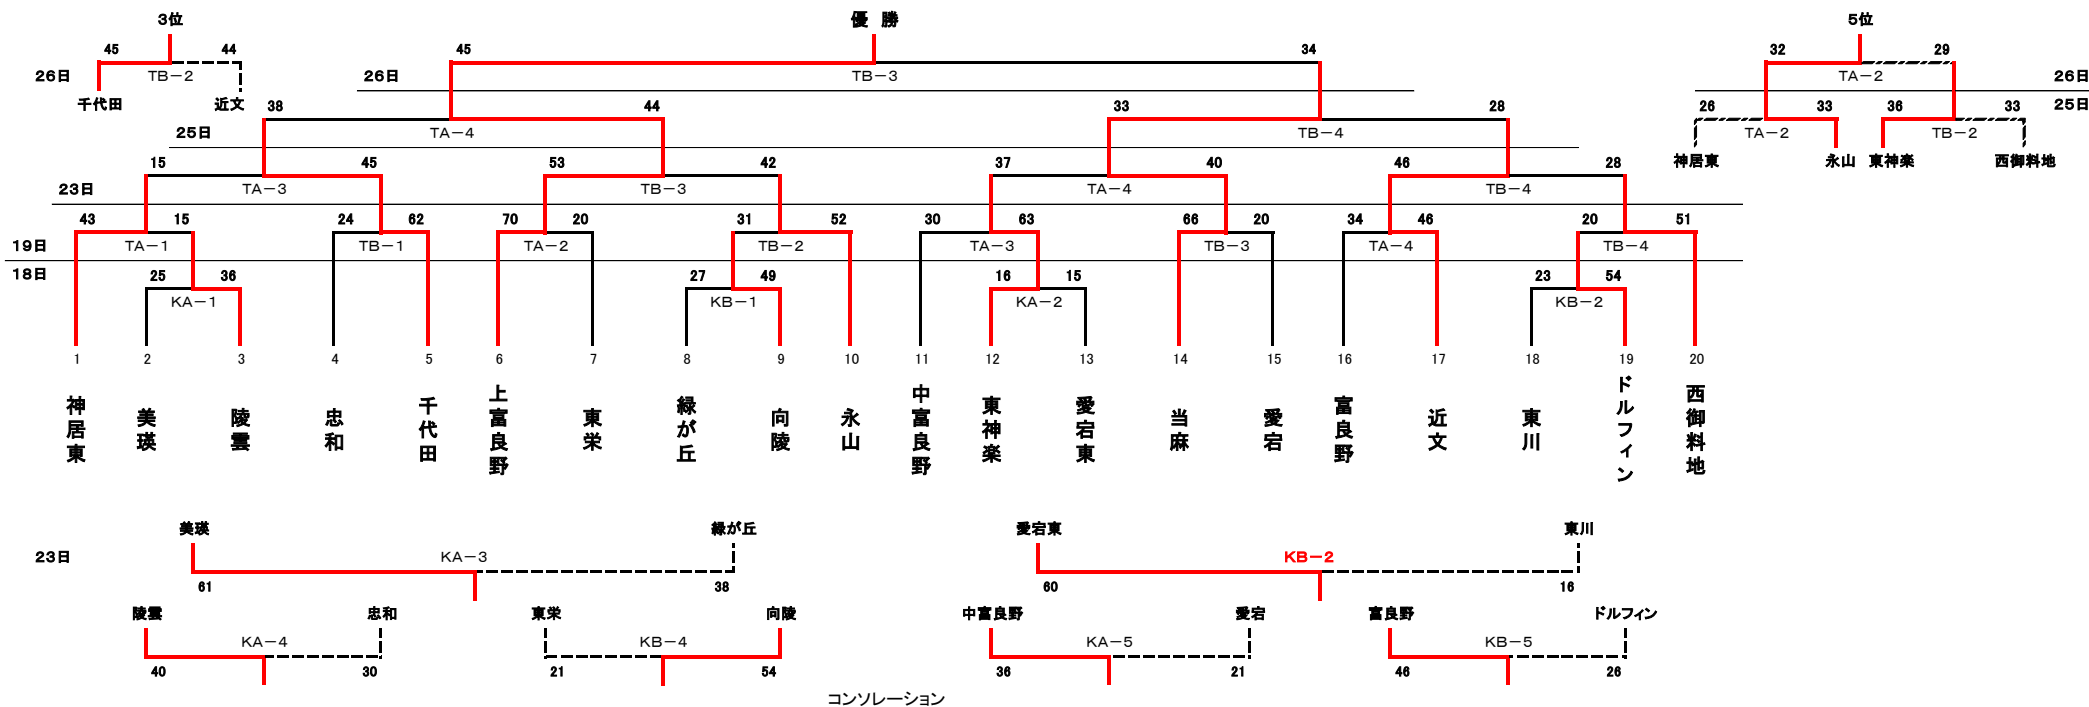 3位 優勝 5位
45 44 45 34 32 29
26日 TB-2 26日 TB-3 TA-2 26日
千代田 近文 38 44 33 28 26 33 36 33 25日
25日 TA-4 TB-4 TA-2 TB-2
神居東 永山 東神楽 西御料地
15 45 53 42 37 40 46 28
23日 TA-3 TB-3 TA-4 TB-4
43 15 24 62 70 20 31 52 30 63 66 20 34 46 20 51
19日 TA-1 TB-1 TA-2 TB-2 TA-3 TB-3 TA-4 TB-4
18日 25 36 27 49 16 15 23 54
KA-1 KB-1 KA-2 KB-2
1 2 3 4 5 6 7 8 9 10 11 12 13 14 15 16 17 18 19 20
神居東
美瑛
陵雲
忠和
千代田
上富良野
東栄
緑が丘
向陵
永山
中富良野
東神楽
愛宕東
当麻
愛宕
富良野
近文
東川
ドルフィン
西御料地
美瑛 緑が丘 愛宕東 東川
23日 KA-3 KB-2
61 38 60 16
陵雲 忠和 東栄 向陵 中富良野 愛宕 富良野 ドルフィン
KA-4 KB-4 KA-5 KB-5
40 30 21 54 36 21 46 26
コンソレーション